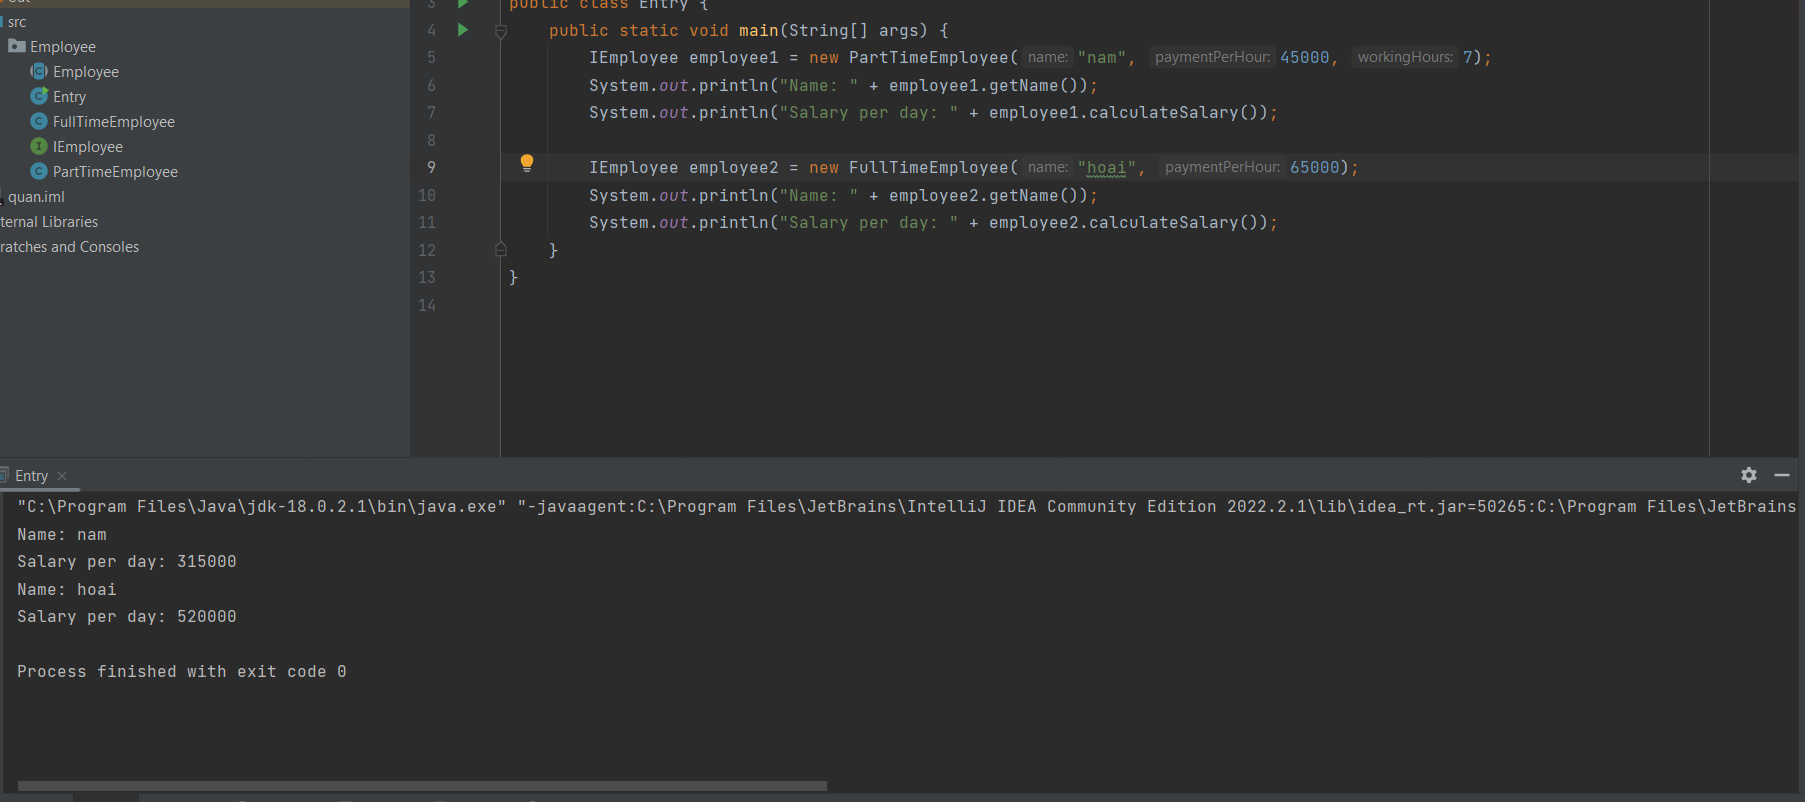 src
Employee
Employee
Entry
FullTimeEmployee
IEmployee
PartTimeEmployee
quan.iml
ternal Libraries
ratches and Consoles
3 public class Entry {
4 public static void main(String[] args) {
5 IEmployee employee1 = new PartTimeEmployee( name: "nam", paymentPerHour: 45000, workingHours: 7);
6 System.out.println("Name: " + employee1.getName());
7 System.out.println("Salary per day: " + employee1.calculateSalary());
8
9 IEmployee employee2 = new FullTimeEmployee( name: "hoai", paymentPerHour: 65000);
10 System.out.println("Name: " + employee2.getName());
11 System.out.println("Salary per day: " + employee2.calculateSalary());
12 }
13 }
14
Entry
"C:\Program Files\Java\jdk-18.0.2.1\bin\java.exe" "-javaagent:C:\Program Files\JetBrains\IntelliJ IDEA Community Edition 2022.2.1\lib\idea_rt.jar=50265:C:\Program Files\JetBrains
Name: nam
Salary per day: 315000
Name: hoai
Salary per day: 520000
Process finished with exit code 0